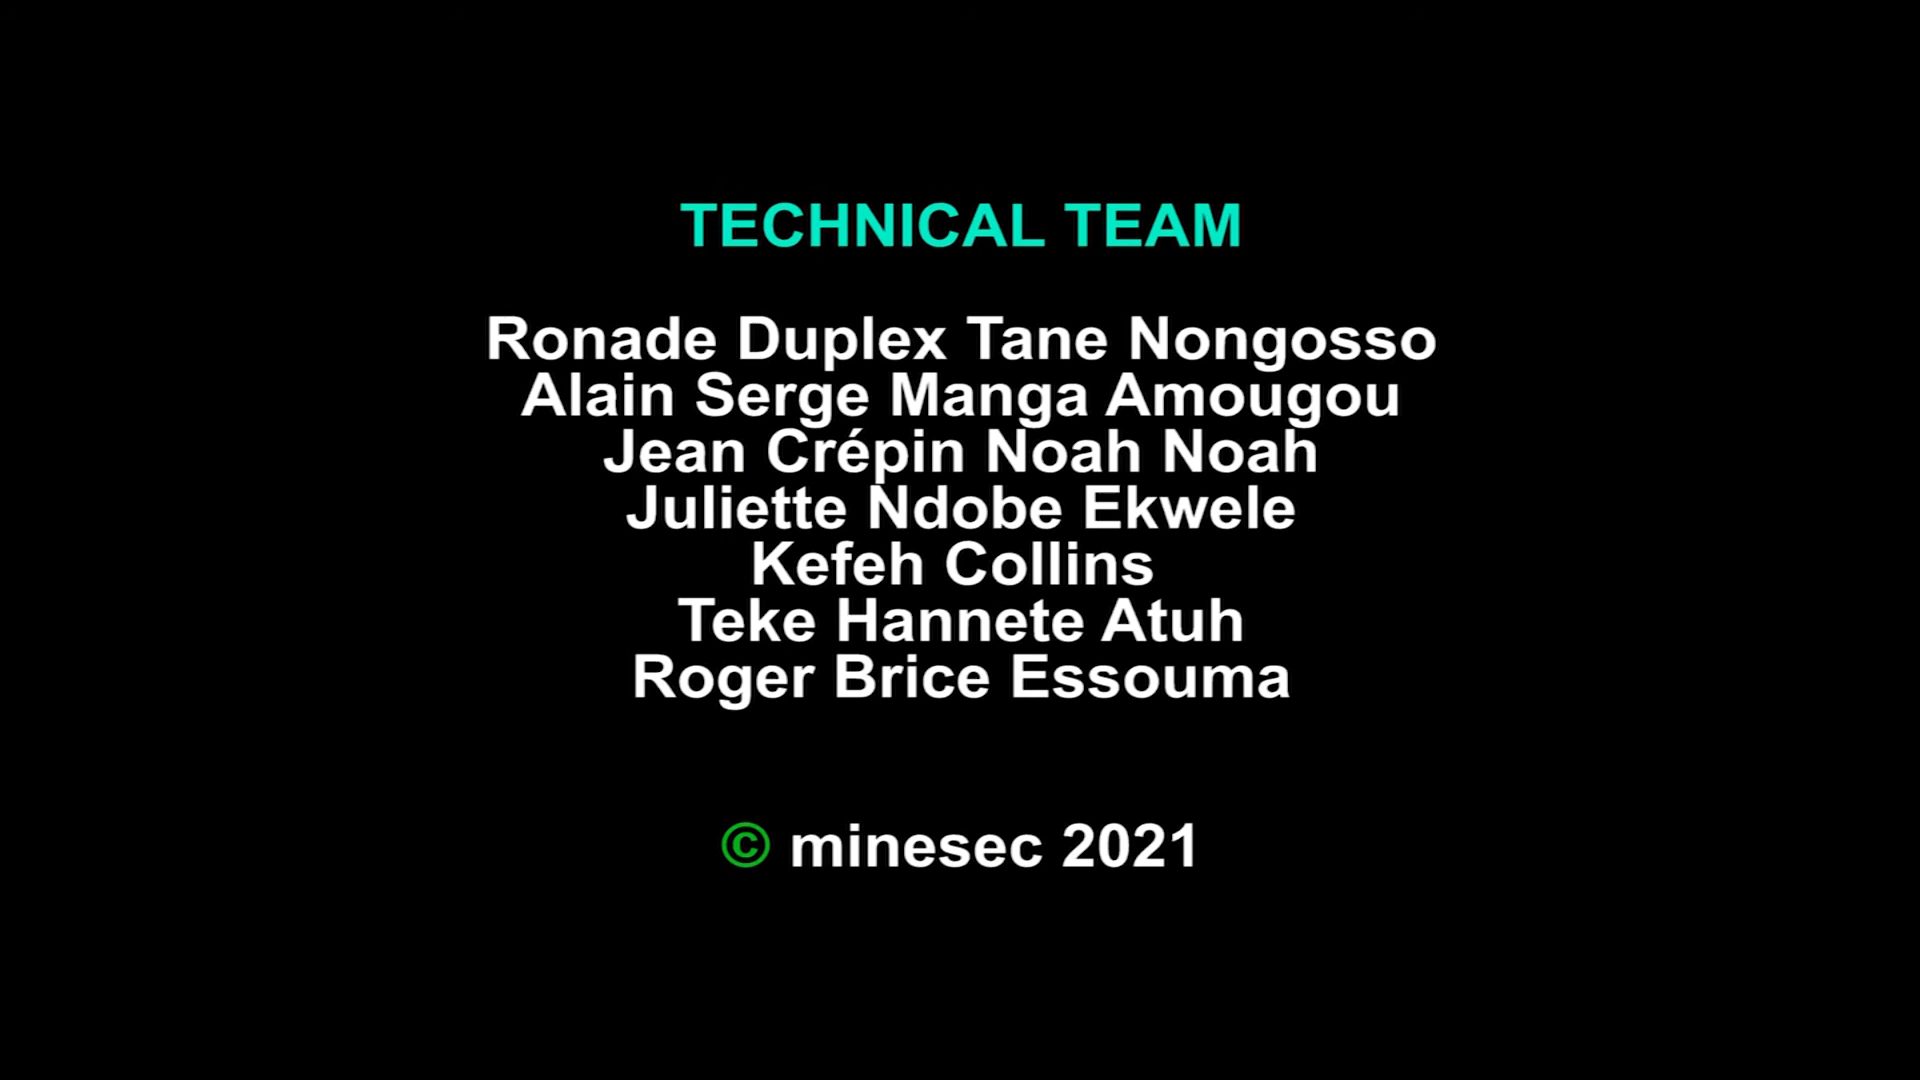 TECHNICAL TEAM
Ronade Duplex Tane Nongosso
Alain Serge Manga Amougou
Jean Crépin Noah Noah
Juliette Ndobe Ekwele
Kefeh Collins
Teke Hannete Atuh
Roger Brice Essouma
© minesec 2021